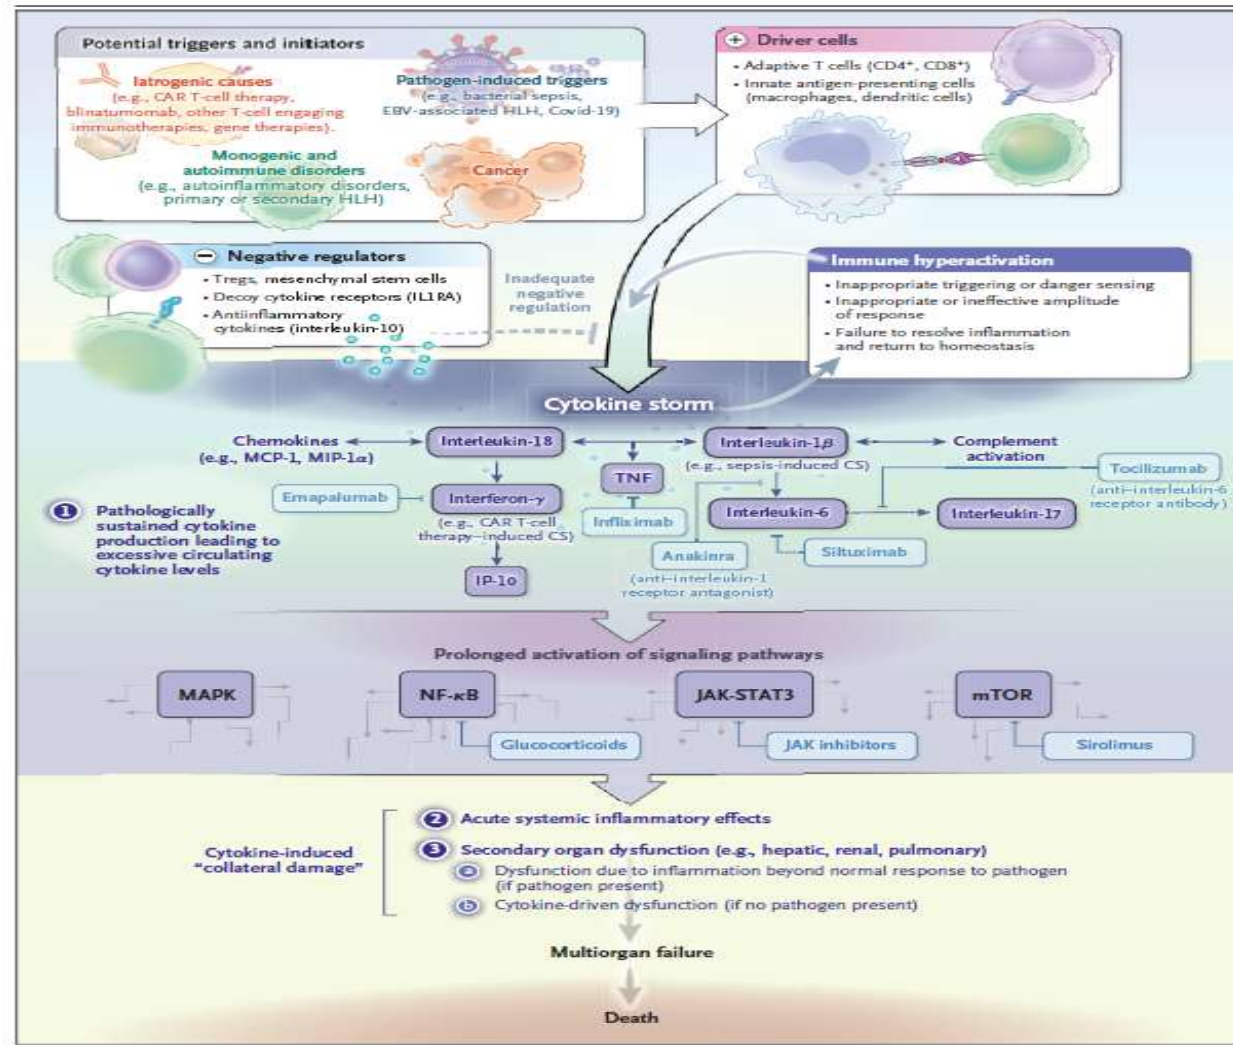 Potential triggers and initiators
Iatrogenic causes
(e.g., CAR T-cell therapy,
blinatumomab, other T-cell engaging
immunotherapies, gene therapies).
Pathogen-induced triggers
(e.g., bacterial sepsis,
EBV-associated HLH, Covid-19)
Monogenic and
autoimmune disorders
(e.g., autoinflammatory disorders,
primary or secondary HLH)
Cancer
+ Driver cells
• Adaptive T cells (CD4+, CD8+)
• Innate antigen-presenting cells
(macrophages, dendritic cells)
− Negative regulators
• Tregs, mesenchymal stem cells
• Decoy cytokine receptors (IL1RA)
• Antiinflammatory
cytokines (interleukin-10)
Inadequate
negative
regulation
Immune hyperactivation
• Inappropriate triggering or danger sensing
• Inappropriate or ineffective amplitude
of response
• Failure to resolve inflammation
and return to homeostasis
Cytokine storm
Chemokines
(e.g., MCP-1, MIP-1α)
Interleukin-18
TNF
Interleukin-1β
(e.g., sepsis-induced CS)
Complement
activation
Tocilizumab
(anti–interleukin-6
receptor antibody)
Emapalumab
Interferon-γ
(e.g., CAR T-cell
therapy–induced CS)
Infliximab
Interleukin-6
Interleukin-17
1 Pathologically
sustained cytokine
production leading to
excessive circulating
cytokine levels
IP-10
Anakinra
(anti–interleukin-1
receptor antagonist)
Siltuximab
Prolonged activation of signaling pathways
MAPK
NF-κB
JAK-STAT3
mTOR
Glucocorticoids
JAK inhibitors
Sirolimus
Cytokine-induced
“collateral damage”
2 Acute systemic inflammatory effects
3 Secondary organ dysfunction (e.g., hepatic, renal, pulmonary)
a Dysfunction due to inflammation beyond normal response to pathogen
(if pathogen present)
b Cytokine-driven dysfunction (if no pathogen present)
Multiorgan failure
Death